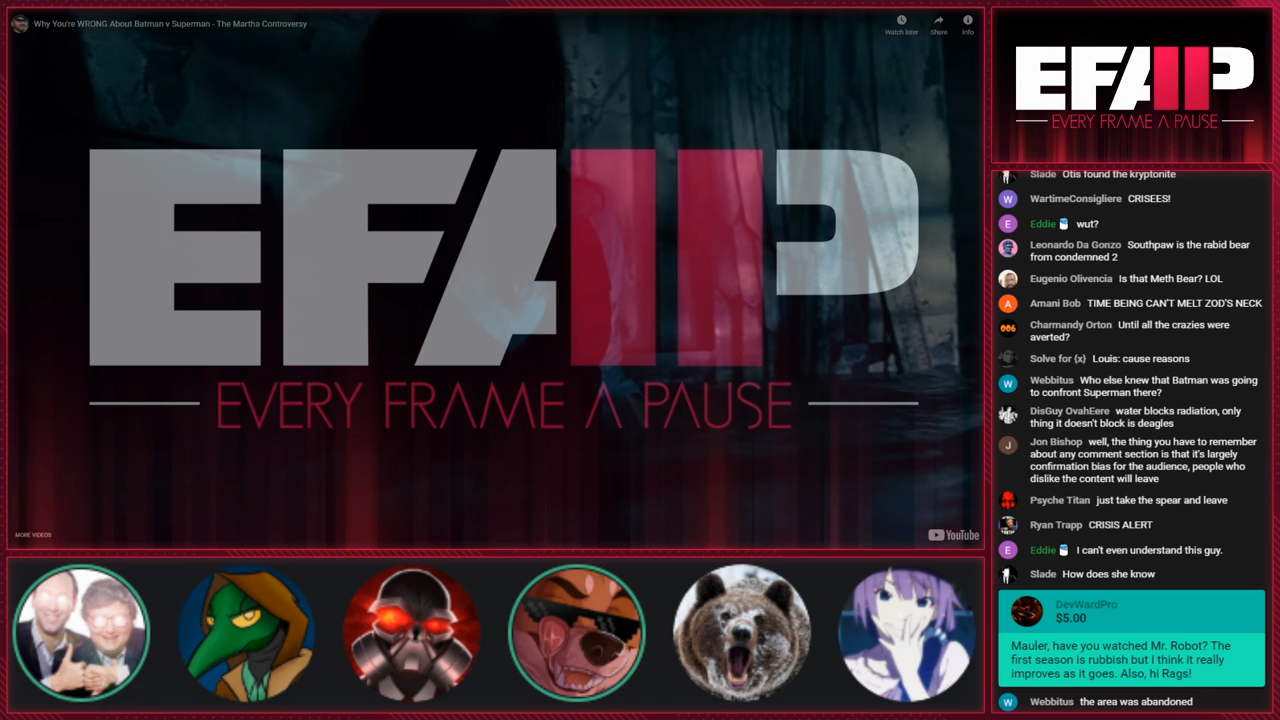 Why You're WRONG About Batman v Superman - The Martha Controversy
Watch later
Share
Info
EFAP
EVERY FRAME A PAUSE
MORE VIDEOS
YouTube
EFAP
EVERY FRAME A PAUSE
Slade Otis found the kryptonite
W WartimeConsigliere CRISEES!
E Eddie wut?
Leonardo Da Gonzo Southpaw is the rabid bear
from condemned 2
Eugenio Olivencia Is that Meth Bear? LOL
A Amani Bob TIME BEING CAN'T MELT ZOD'S NECK
Charmandy Orton Until all the crazies were
averted?
Solve for {x} Louis: cause reasons
W Webbitus Who else knew that Batman was going
to confront Superman there?
DisGuy OvahEere water blocks radiation, only
thing it doesn't block is deagles
J Jon Bishop well, the thing you have to remember
about any comment section is that it's largely
confirmation bias for the audience, people who
dislike the content will leave
Psyche Titan just take the spear and leave
Ryan Trapp CRISIS ALERT
E Eddie I can't even understand this guy.
Slade How does she know
DevWardPro
$5.00
Mauler, have you watched Mr. Robot? The
first season is rubbish but I think it really
improves as it goes. Also, hi Rags!
W Webbitus the area was abandoned